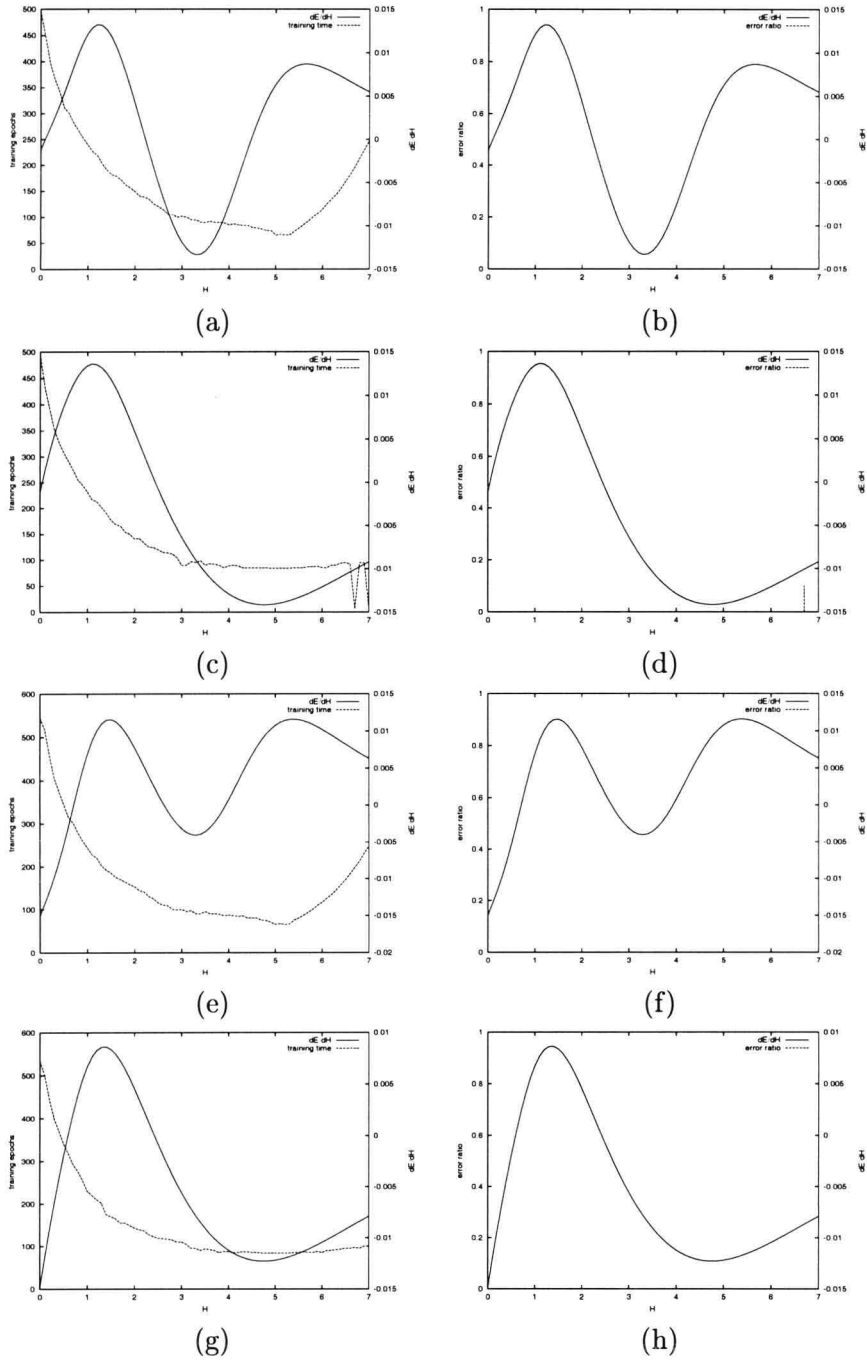 500
450
400
350
300
250
200
150
100
50
0
training epochs
dE/dH
training time
0.015
0.01
0.005
0
-0.005
-0.01
-0.015
dE/dH
0 1 2 3 4 5 6 7
H
(a)
1
0.8
0.6
0.4
0.2
0
error ratio
dE/dH
error ratio
0.015
0.01
0.005
0
-0.005
-0.01
-0.015
dE/dH
0 1 2 3 4 5 6 7
H
(b)
500
450
400
350
300
250
200
150
100
50
0
training epochs
dE/dH
training time
0.015
0.01
0.005
0
-0.005
-0.01
-0.015
dE/dH
0 1 2 3 4 5 6 7
H
(c)
1
0.8
0.6
0.4
0.2
0
error ratio
dE/dH
error ratio
0.015
0.01
0.005
0
-0.005
-0.01
-0.015
dE/dH
0 1 2 3 4 5 6 7
H
(d)
600
500
400
300
200
100
0
training epochs
dE/dH
training time
0.015
0.01
0.005
0
-0.005
-0.01
-0.015
-0.02
dE/dH
0 1 2 3 4 5 6 7
H
(e)
1
0.8
0.6
0.4
0.2
0
error ratio
dE/dH
error ratio
0.015
0.01
0.005
0
-0.005
-0.01
-0.015
-0.02
dE/dH
0 1 2 3 4 5 6 7
H
(f)
600
500
400
300
200
100
0
training epochs
dE/dH
training time
0.01
0.005
0
-0.005
-0.01
-0.015
dE/dH
0 1 2 3 4 5 6 7
H
(g)
1
0.8
0.6
0.4
0.2
0
error ratio
dE/dH
error ratio
0.01
0.005
0
-0.005
-0.01
-0.015
dE/dH
0 1 2 3 4 5 6 7
H
(h)